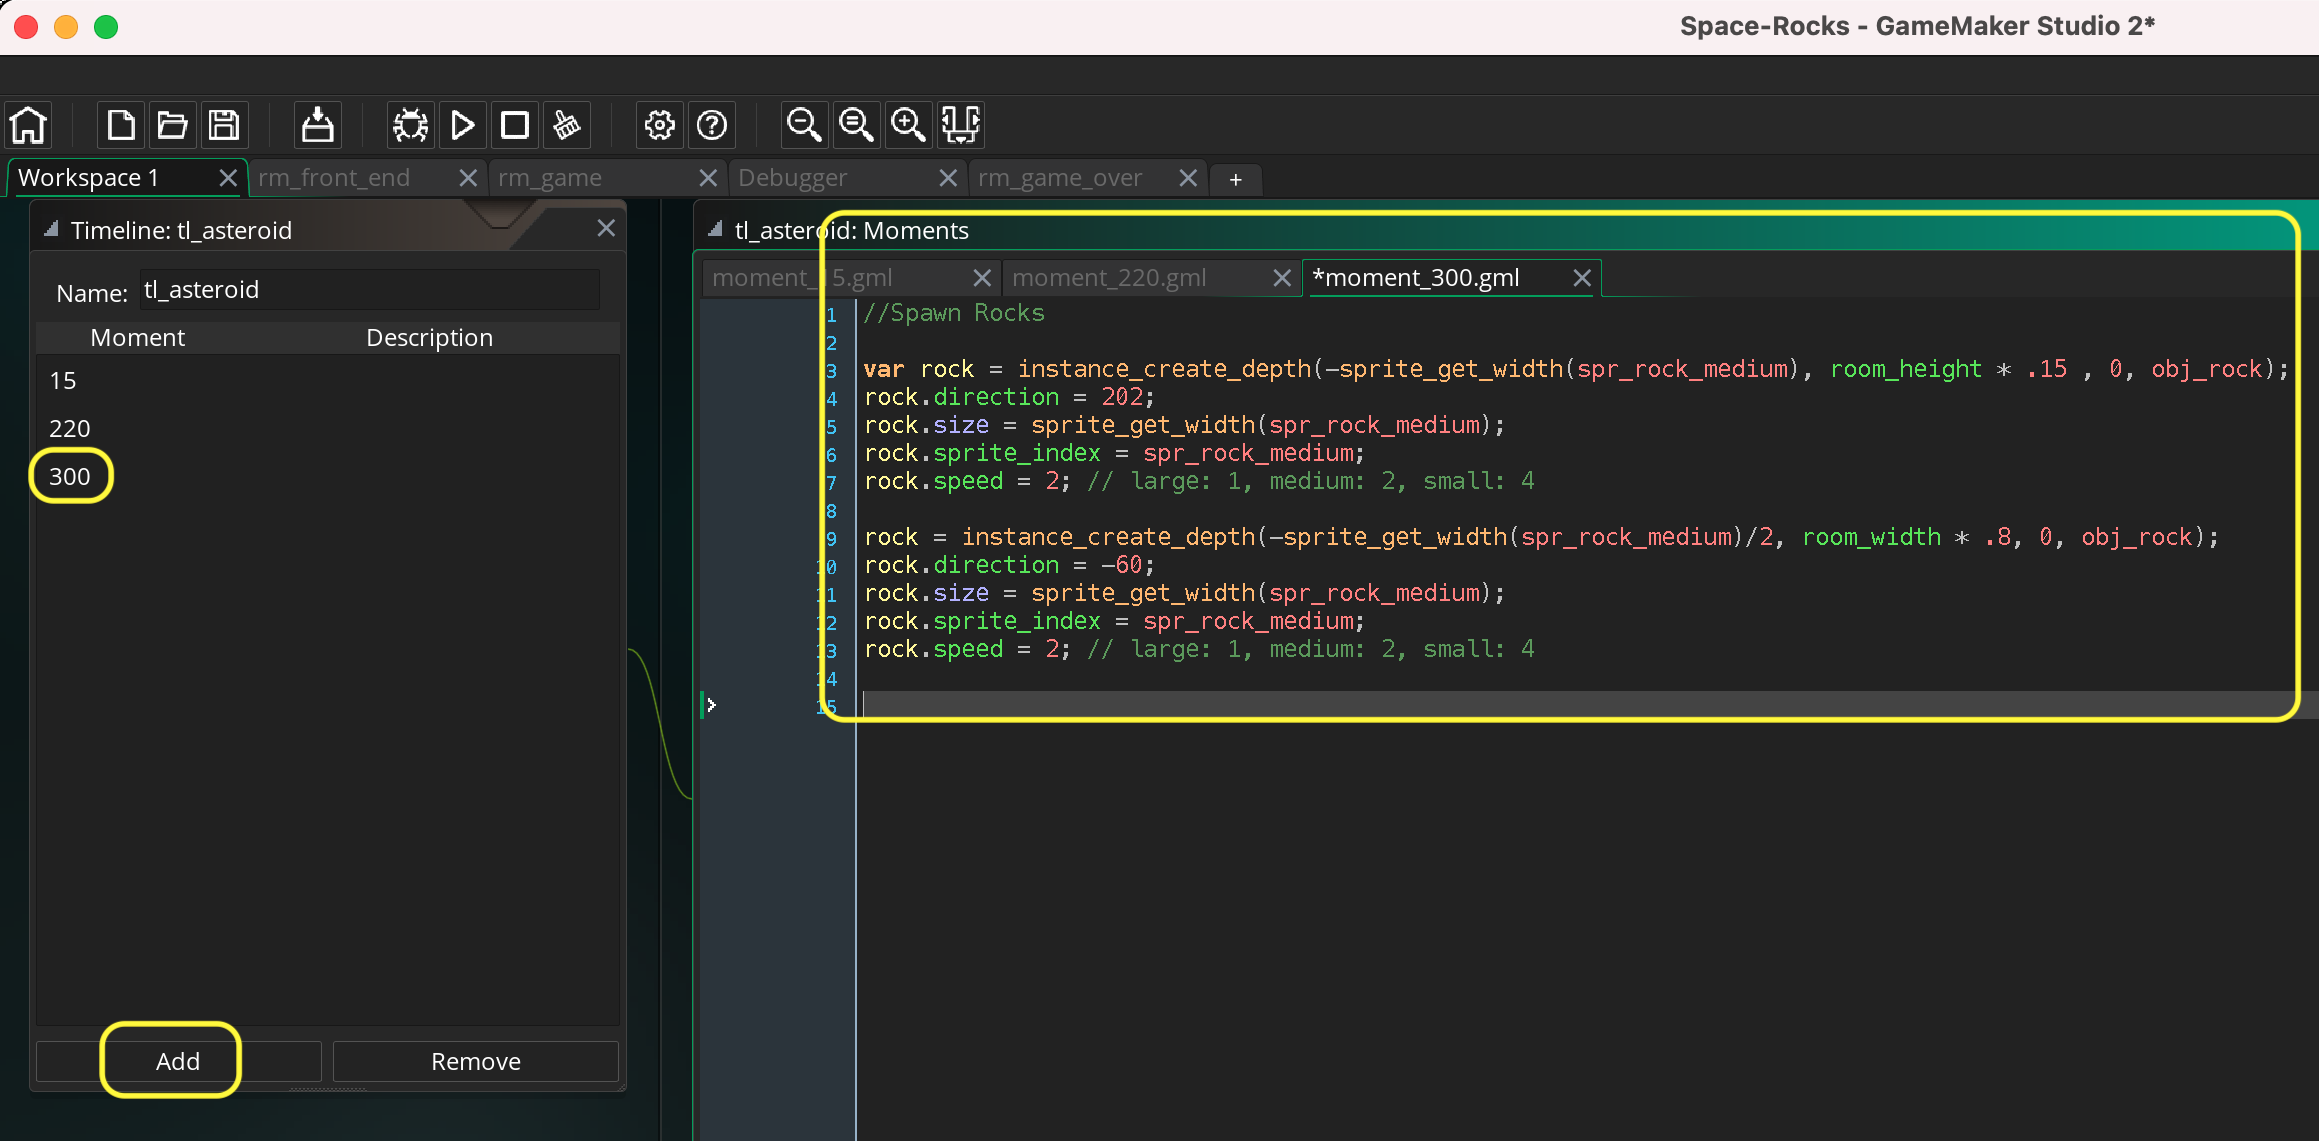 Space-Rocks - GameMaker Studio 2*
Workspace 1
rm_front_end
rm_game
Debugger
rm_game_over
+
Timeline: tl_asteroid
Name: tl_asteroid
Moment Description
15
220
300
Add
Remove
tl_asteroid: Moments
moment_15.gml
moment_220.gml
*moment_300.gml
1 //Spawn Rocks
2
3 var rock = instance_create_depth(-sprite_get_width(spr_rock_medium), room_height * .15 , 0, obj_rock);
4 rock.direction = 202;
5 rock.size = sprite_get_width(spr_rock_medium);
6 rock.sprite_index = spr_rock_medium;
7 rock.speed = 2; // large: 1, medium: 2, small: 4
8
9 rock = instance_create_depth(-sprite_get_width(spr_rock_medium)/2, room_width * .8, 0, obj_rock);
10 rock.direction = -60;
11 rock.size = sprite_get_width(spr_rock_medium);
12 rock.sprite_index = spr_rock_medium;
13 rock.speed = 2; // large: 1, medium: 2, small: 4
14
15